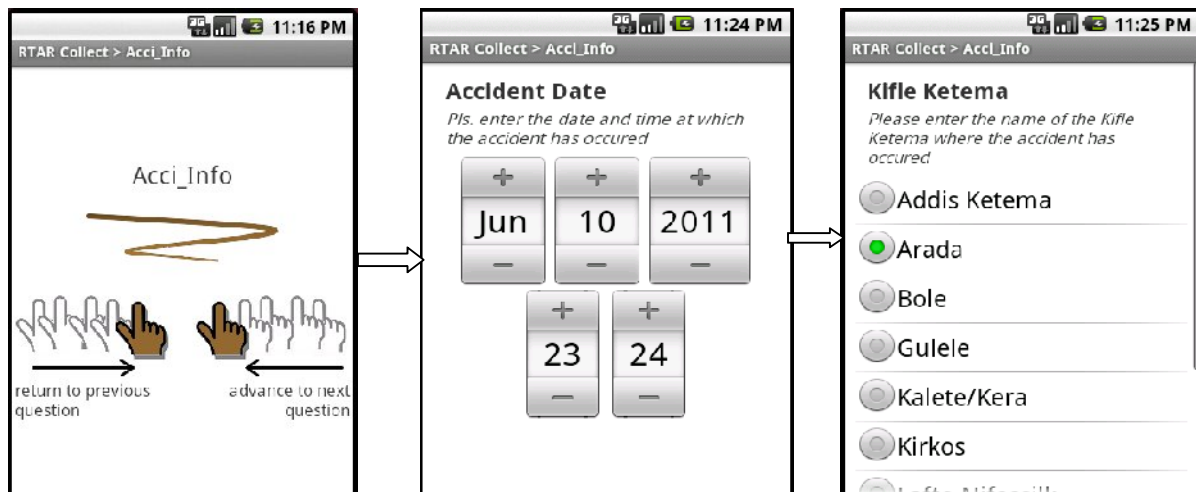 11:16 PM
RTAR Collect > Acci_Info
Acci_Info
return to previous question
advance to next question
11:24 PM
RTAR Collect > Acci_Info
Accident Date
Pls. enter the date and time at which
the accident has occured
+ + +
Jun 10 2011
− − −
+ +
23 24
− −
11:25 PM
RTAR Collect > Acci_Info
Kifle Ketema
Please enter the name of the Kifle
Ketema where the accident has
occured
Addis Ketema
Arada
Bole
Gulele
Kalete/Kera
Kirkos